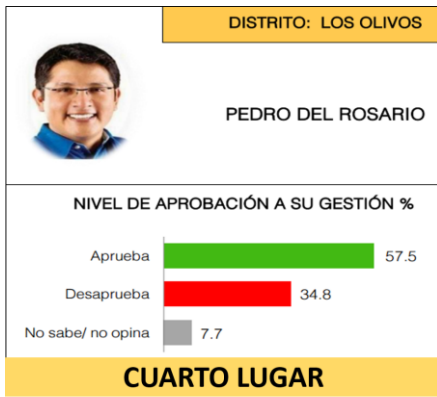 DISTRITO: LOS OLIVOS
PEDRO DEL ROSARIO
NIVEL DE APROBACIÓN A SU GESTIÓN %
Aprueba 57.5
Desaprueba 34.8
No sabe/ no opina 7.7
CUARTO LUGAR